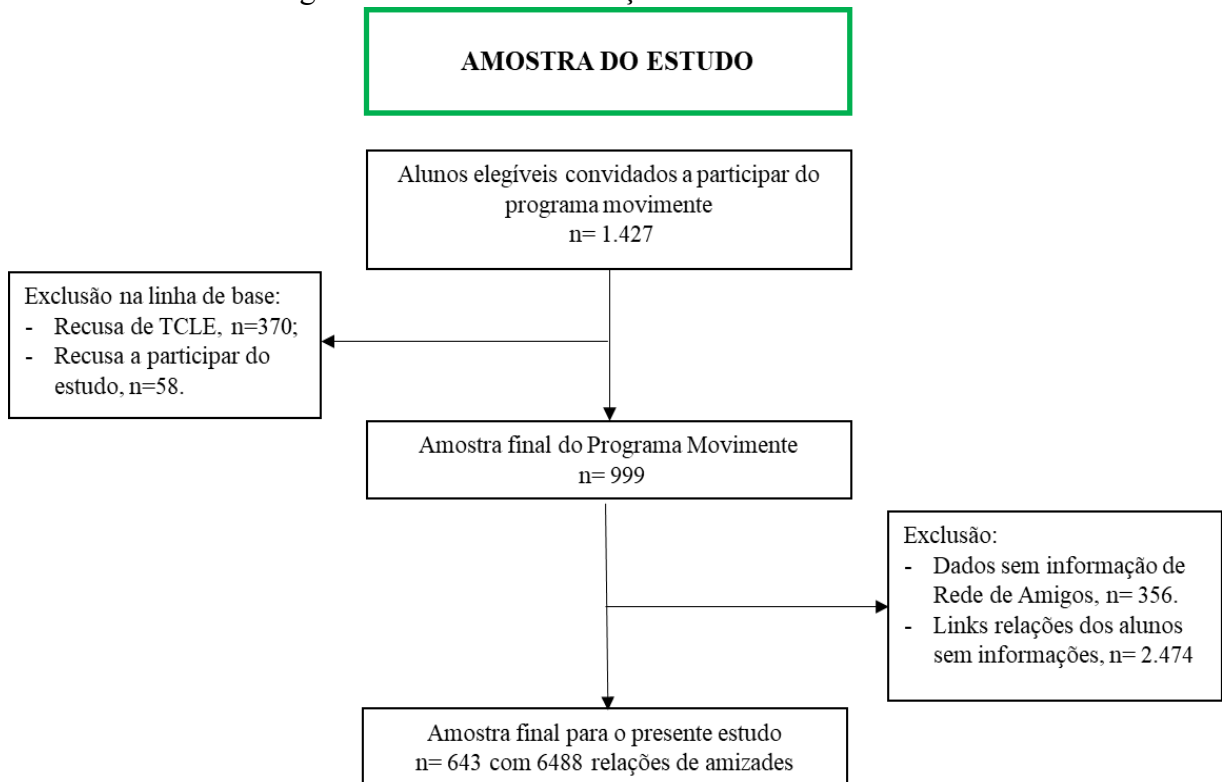 AMOSTRA DO ESTUDO
Alunos elegíveis convidados a participar do
programa movimente
n= 1.427
Exclusão na linha de base:
- Recusa de TCLE, n=370;
- Recusa a participar do
estudo, n=58.
Amostra final do Programa Movimente
n= 999
Exclusão:
- Dados sem informação de
Rede de Amigos, n= 356.
- Links relações dos alunos
sem informações, n= 2.474
Amostra final para o presente estudo
n= 643 com 6488 relações de amizades